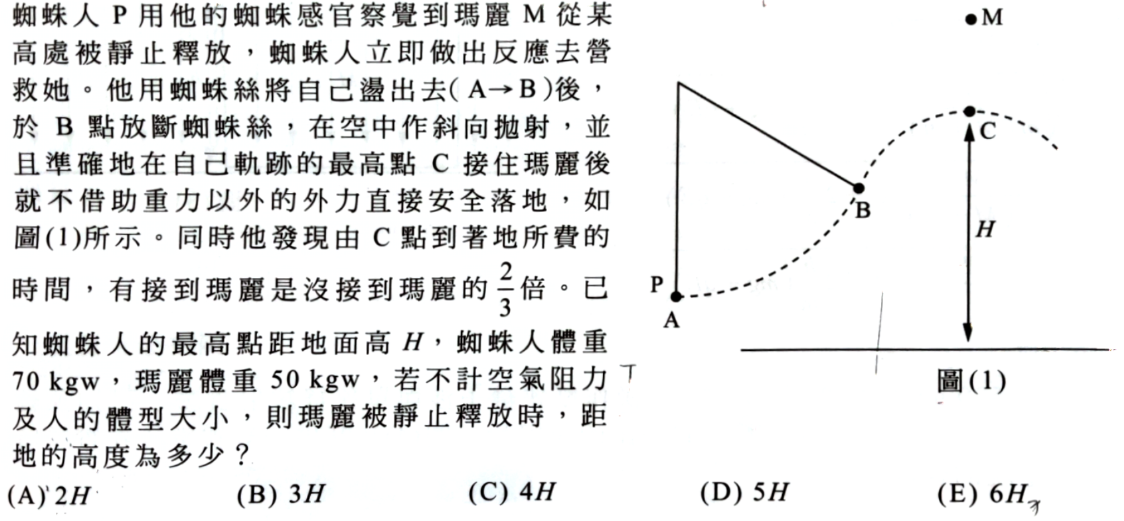 蜘蛛人 P 用他的蜘蛛感官察覺到瑪麗 M 從某
高處被靜止釋放，蜘蛛人立即做出反應去營
救她。他用蜘蛛絲將自己盪出去( A→B )後，
於 B 點放斷蜘蛛絲，在空中作斜向拋射，並
且準確地在自己軌跡的最高點 C 接住瑪麗後
就不借助重力以外的外力直接安全落地，如
圖(1)所示。同時他發現由 C 點到著地所費的
時間，有接到瑪麗是沒接到瑪麗的 2/3 倍。已
知蜘蛛人的最高點距地面高 H，蜘蛛人體重
70 kgw，瑪麗體重 50 kgw，若不計空氣阻力
及人的體型大小，則瑪麗被靜止釋放時，距
地的高度為多少？
M
C
B
H
P
A
圖(1)
(A) 2H (B) 3H (C) 4H (D) 5H (E) 6H